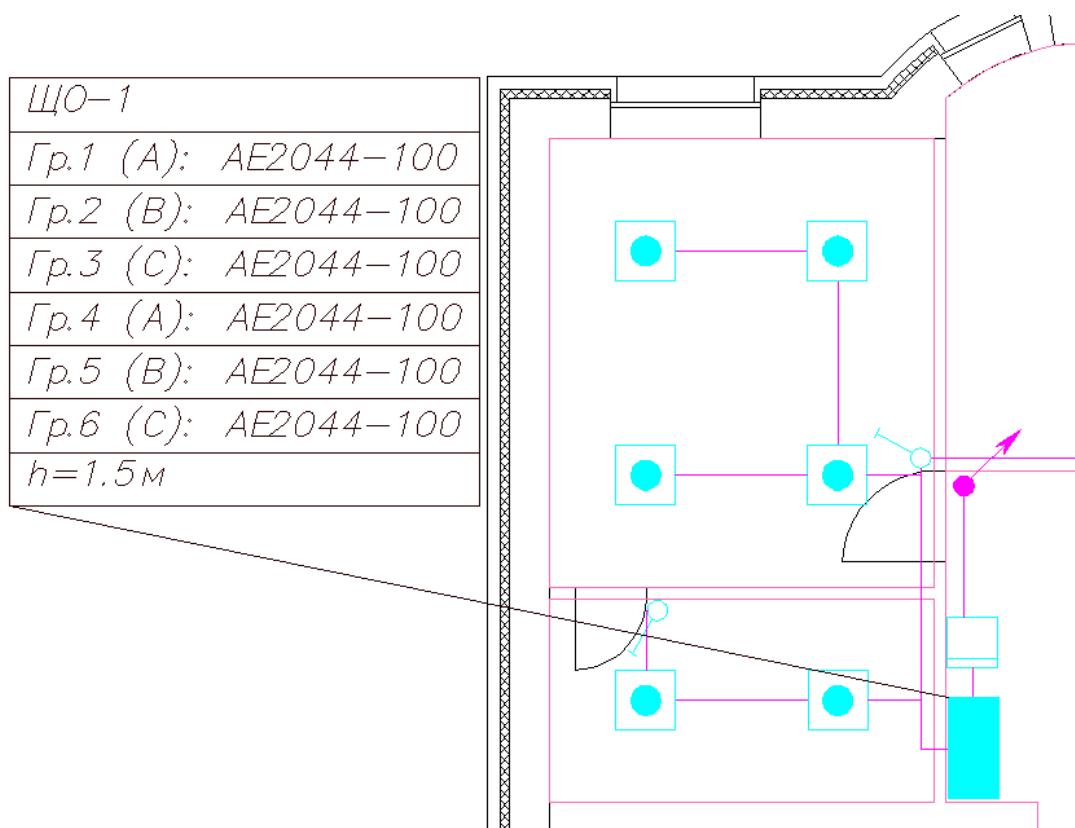 ЩО-1
Гр.1 (А): АЕ2044-100
Гр.2 (В): АЕ2044-100
Гр.3 (С): АЕ2044-100
Гр.4 (А): АЕ2044-100
Гр.5 (В): АЕ2044-100
Гр.6 (С): АЕ2044-100
h=1.5м